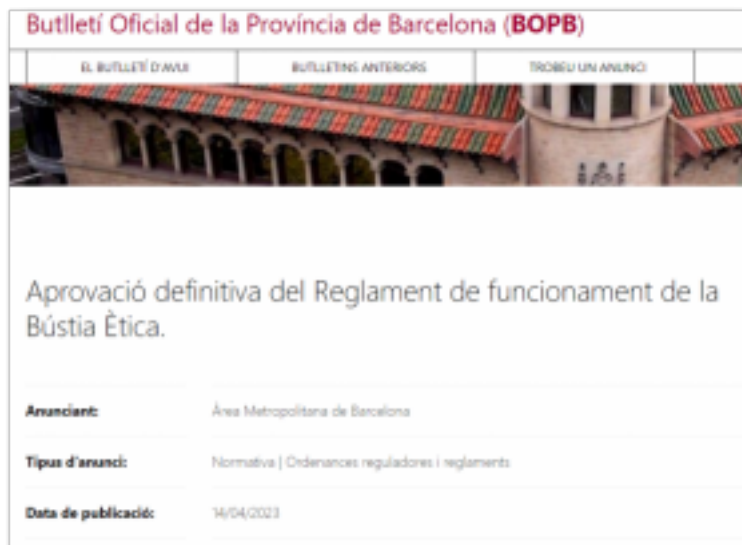 Butlletí Oficial de la Província de Barcelona (BOPB)
EL BUTLLETÍ D'AVUI BUTLLETINS ANTERIORS TROBEU UN ANUNCI
Aprovació definitiva del Reglament de funcionament de la
Bústia Ètica.
Anunciant: Àrea Metropolitana de Barcelona
Tipus d'anunci: Normativa | Ordenances reguladores i reglaments
Data de publicació: 14/04/2023